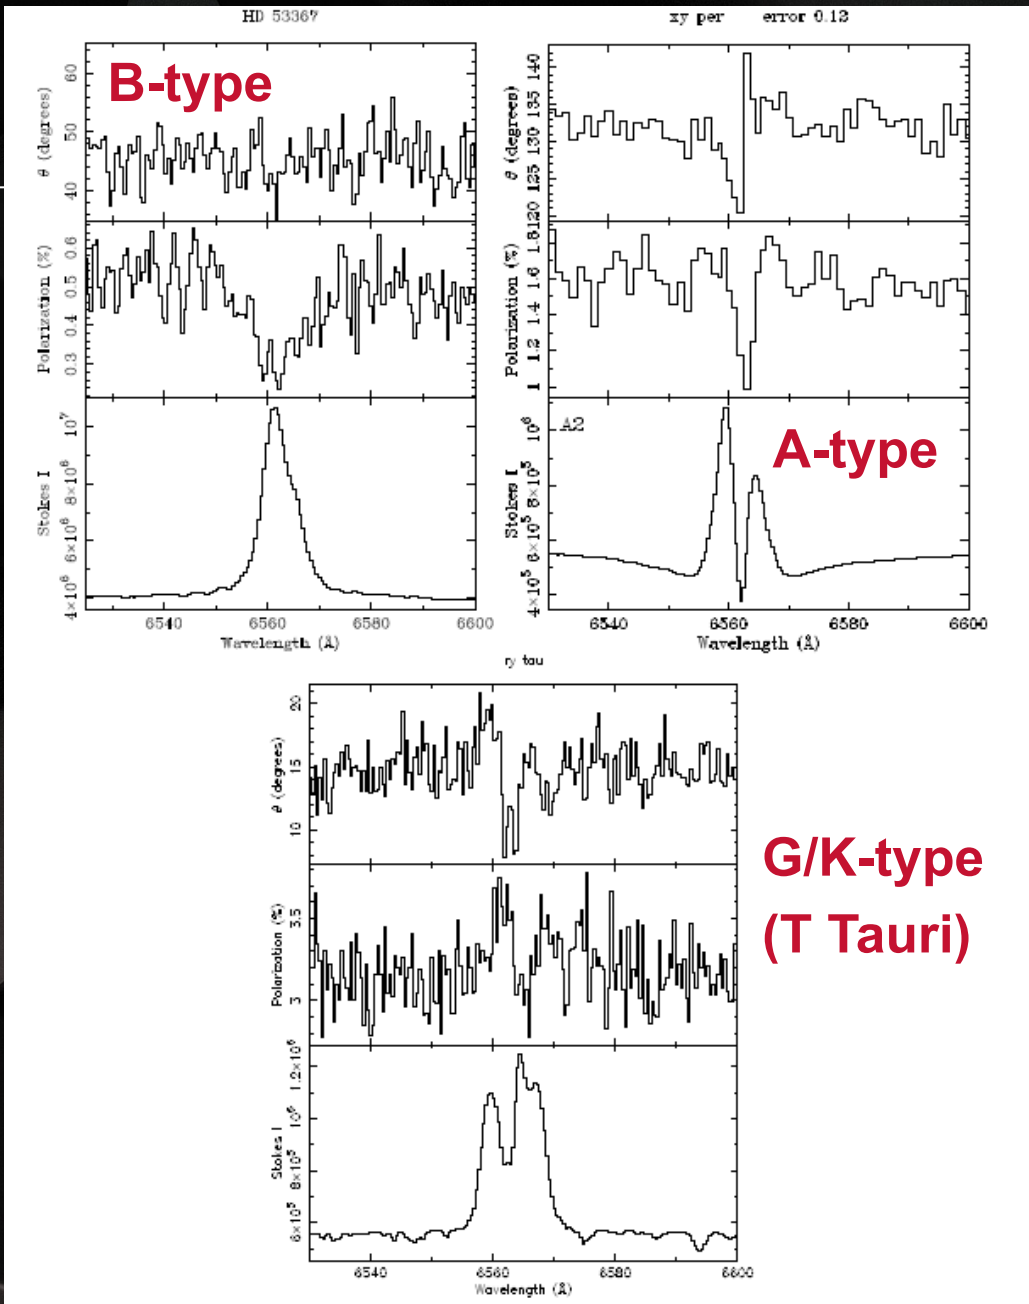 HD 53367
B-type
θ (degrees)
60
50
40
Polarization (%)
0.6
0.5
0.4
0.3
Stokes I
10⁷
8×10⁶
6×10⁶
4×10⁶
6540 6560 6580 6600
Wavelength (Å)
xy per error 0.12
θ (degrees)
140
135
130
125
120
Polarization (%)
1.8
1.6
1.4
1.2
1
A2
A-type
Stokes I
10⁶
8×10⁵
6×10⁵
4×10⁵
6540 6560 6580 6600
Wavelength (Å)
ry tau
θ (degrees)
20
15
10
Polarization (%)
3.5
3
Stokes I
1.2×10⁶
10⁶
8×10⁵
6×10⁵
6540 6560 6580 6600
Wavelength (Å)
G/K-type
(T Tauri)